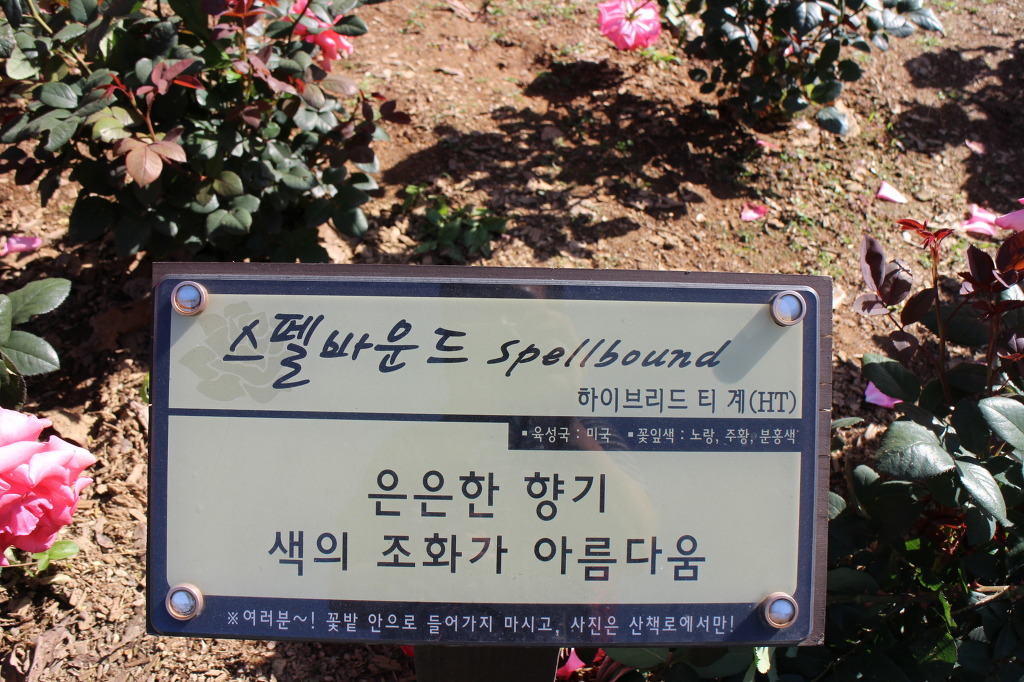 스펠바운드 spellbound
하이브리드 티 계(HT)
▪육성국 : 미국 ▪꽃잎색 : 노랑, 주황, 분홍색
은은한 향기
색의 조화가 아름다움
※여러분~! 꽃밭 안으로 들어가지 마시고, 사진은 산책로에서만!